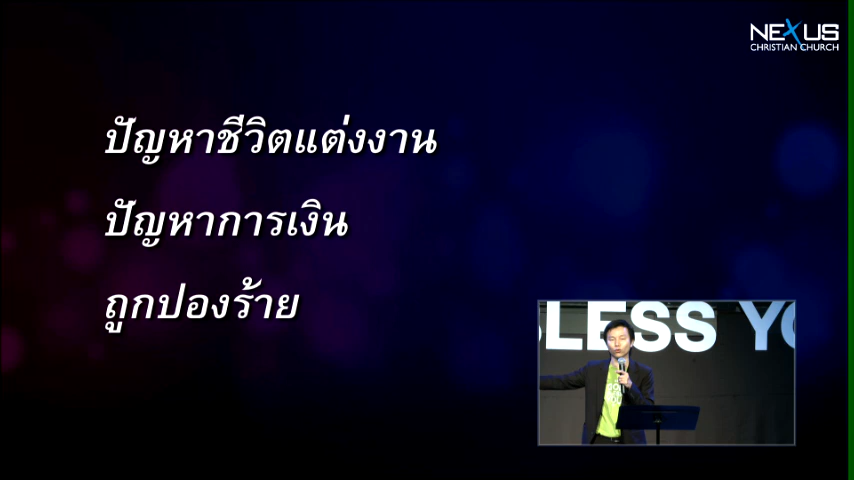 NEXUS
CHRISTIAN CHURCH
ปัญหาชีวิตแต่งงาน
ปัญหาการเงิน
ถูกปองร้าย
LESS YO